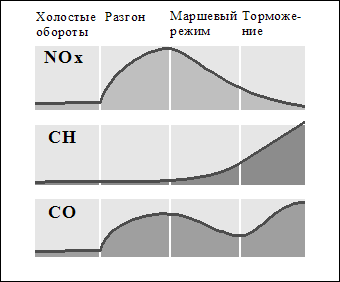 Холостые обороты
Разгон
Маршевый режим
Торможе-
ние
NOx
CH
CO